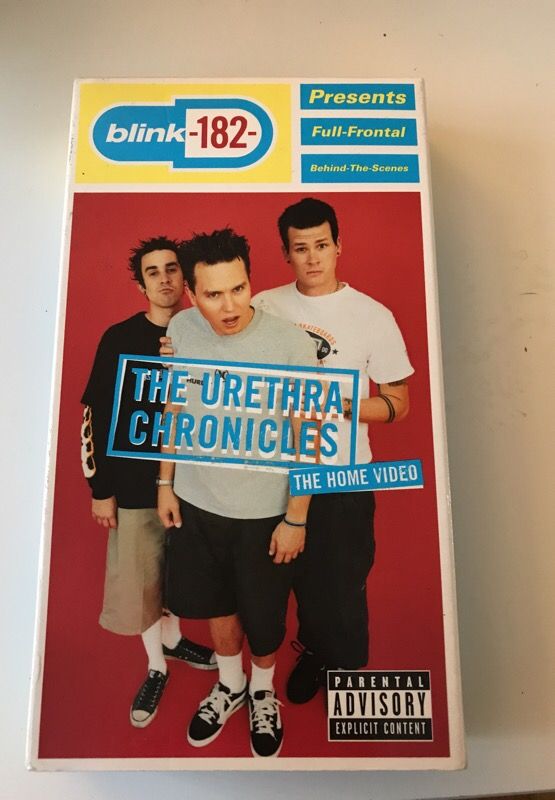 blink-182-
Presents
Full-Frontal
Behind-The-Scenes
THE URETHRA
CHRONICLES
THE HOME VIDEO
PARENTAL
ADVISORY
EXPLICIT CONTENT